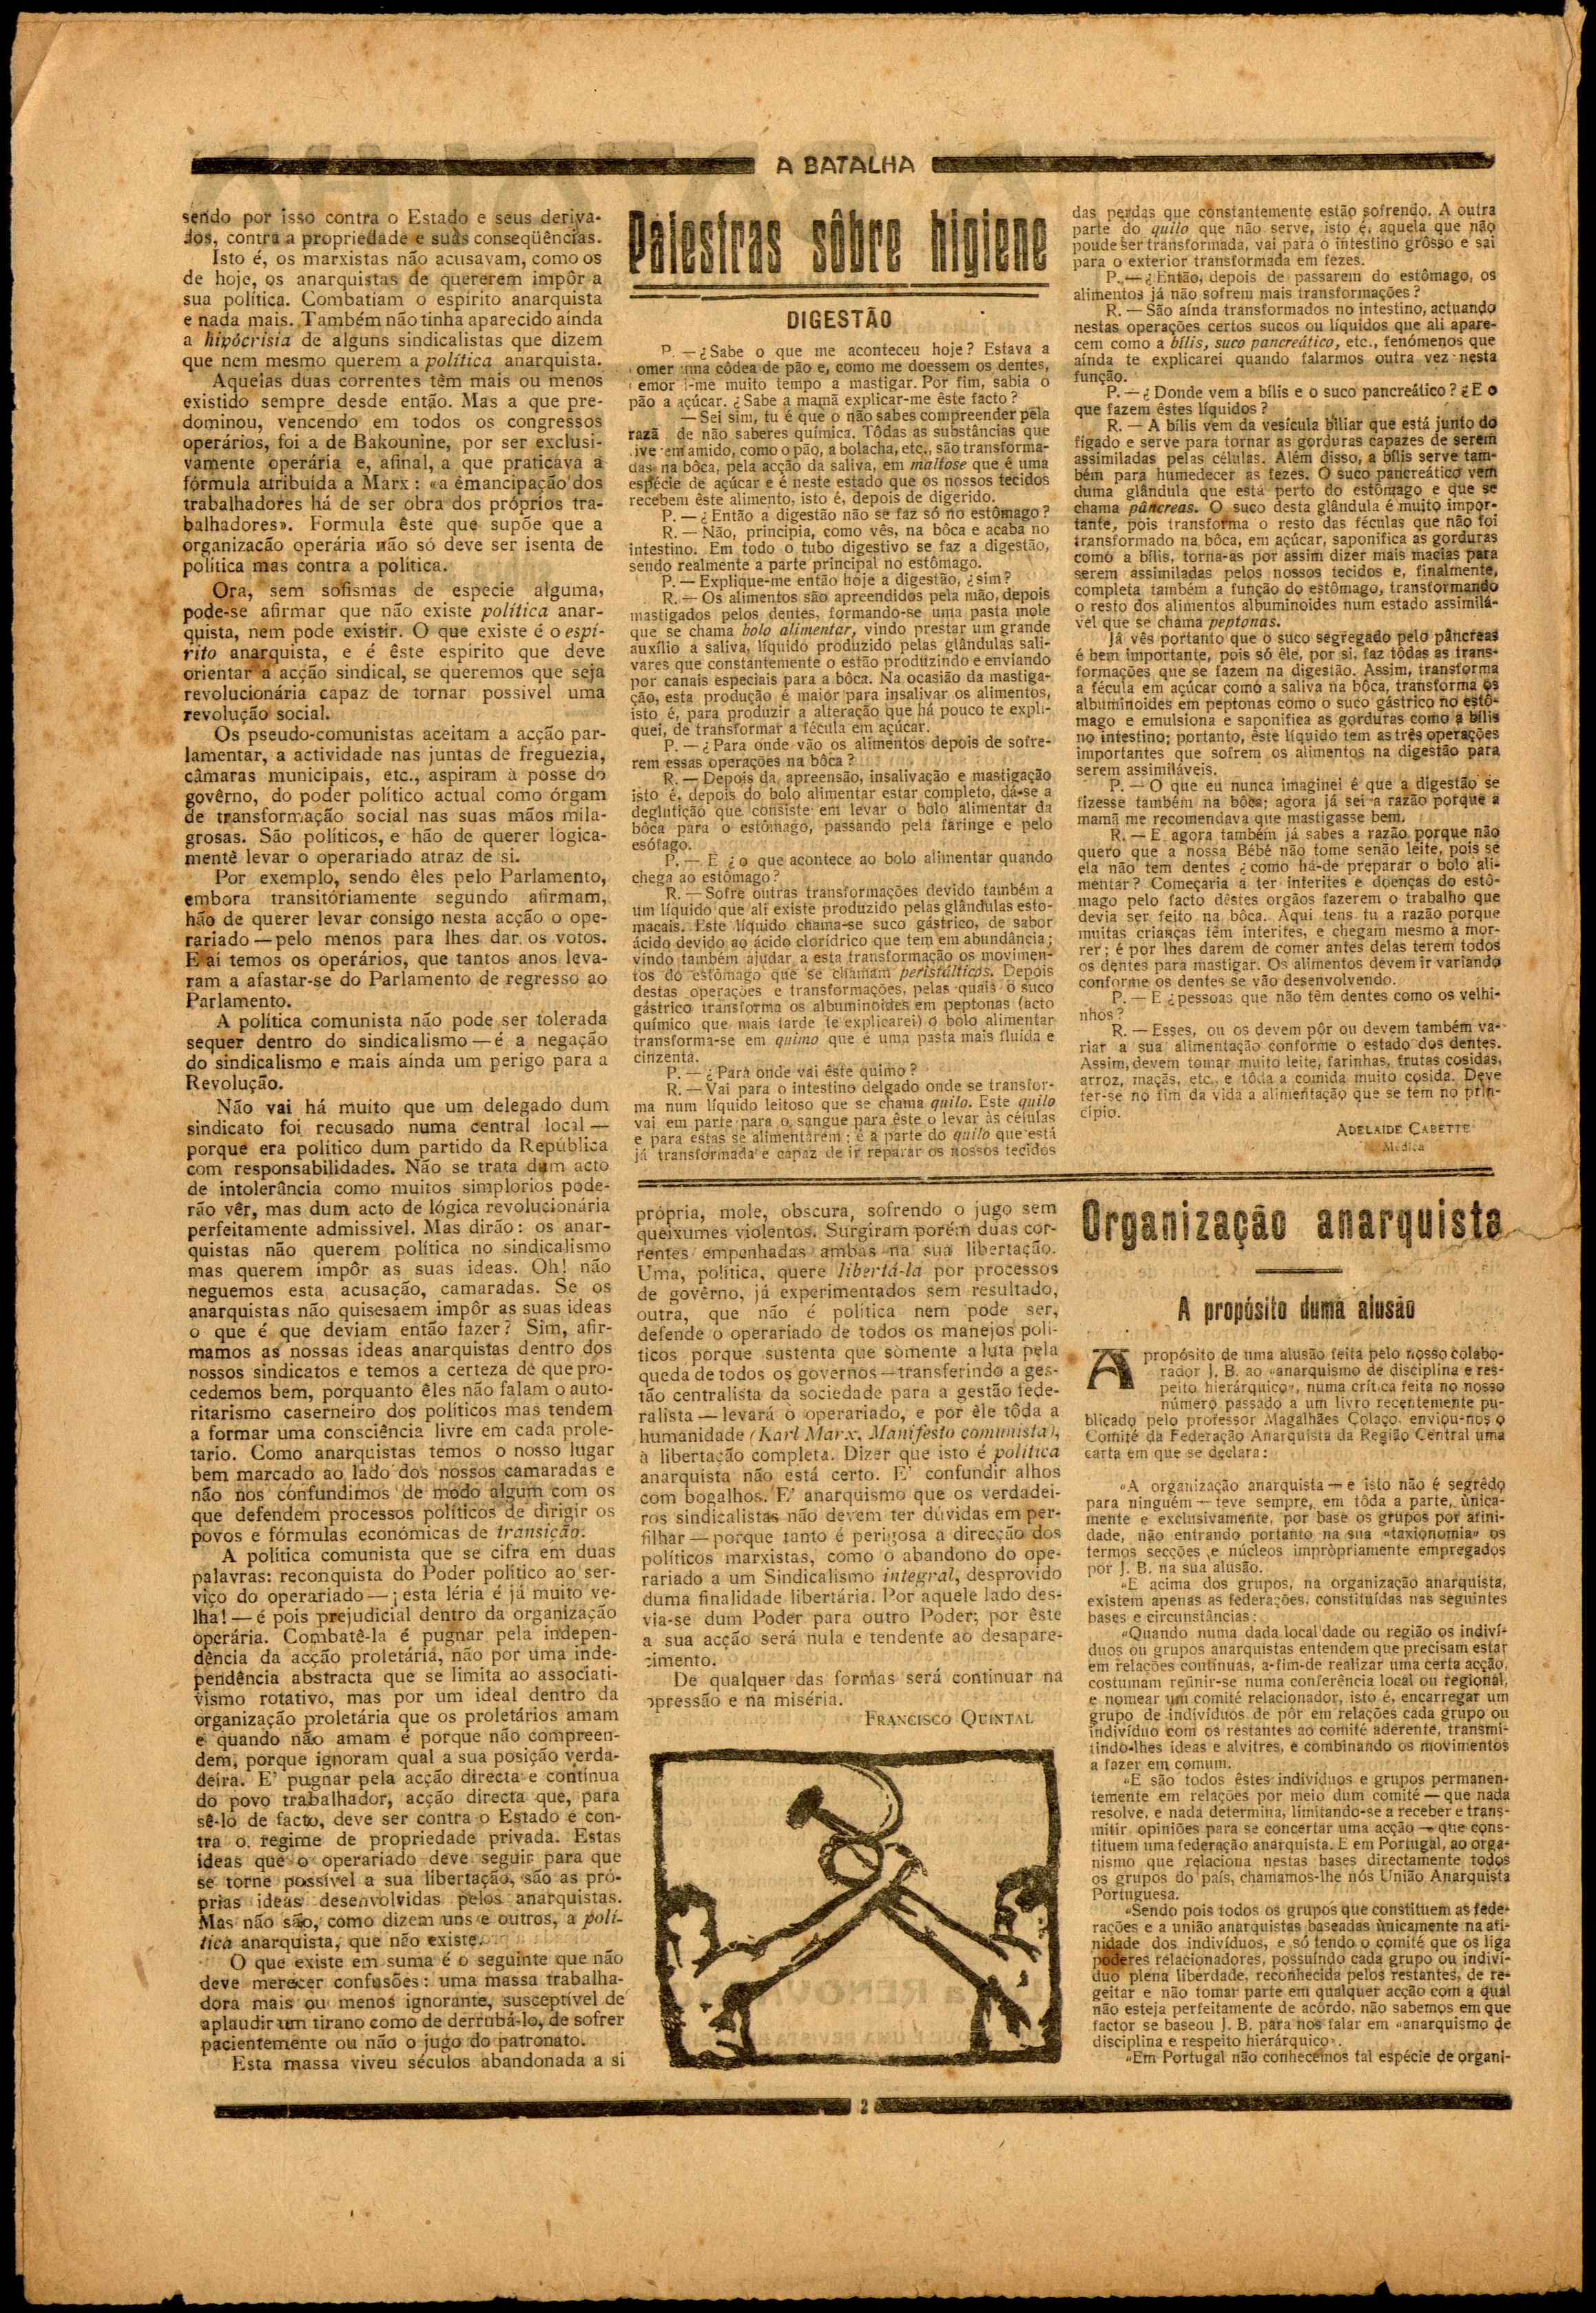 A BATALHA
sendo por isso contra o Estado e seus deriva-
dos, contra a propriedade e suas conseqüências.
Isto é, os marxistas não acusavam, como os
de hoje, os anarquistas de quererem impôr a
sua política. Combatiam o espírito anarquista
e nada mais. Também não tinha aparecido aínda
a hipòcrisia de alguns sindicalistas que dizem
que nem mesmo querem a política anarquista.
Aquelas duas correntes têm mais ou menos
existido sempre desde então. Mas a que pre-
dominou, vencendo em todos os congressos
operários, foi a de Bakounine, por ser exclusi-
vamente operária e, afinal, a que praticava a
fórmula atribuída a Marx: «a emancipação dos
trabalhadores há de ser obra dos próprios tra-
balhadores». Formula êste que supõe que a
organização operária não só deve ser isenta de
política mas contra a política.
Ora, sem sofismas de especie alguma,
pode-se afirmar que não existe política anar-
quista, nem pode existir. O que existe é o espí-
rito anarquista, e é êste espírito que deve
orientar a acção sindical, se queremos que seja
revolucionária capaz de tornar possivel uma
revolução social.
Os pseudo-comunistas aceitam a acção par-
lamentar, a actividade nas juntas de freguezia,
câmaras municipais, etc., aspiram à posse do
govêrno, do poder político actual como órgam
de transformação social nas suas mãos mila-
grosas. São políticos, e hão de querer lògica-
mente levar o operariado atraz de si.
Por exemplo, sendo êles pelo Parlamento,
embora transitòriamente segundo afirmam,
hão de querer levar consigo nesta acção o ope-
rariado — pelo menos para lhes dar os votos.
E aí temos os operários, que tantos anos leva-
ram a afastar-se do Parlamento de regresso ao
Parlamento.
A política comunista não pode ser tolerada
sequer dentro do sindicalismo — é a negação
do sindicalismo e mais aínda um perigo para a
Revolução.
Não vai há muito que um delegado dum
sindicato foi recusado numa central local —
porque era político dum partido da República
com responsabilidades. Não se trata dum acto
de intolerância como muitos simplorios pode-
rão vêr, mas dum acto de lógica revolucionária
perfeitamente admissivel. Mas dirão: os anar-
quistas não querem política no sindicalismo
mas querem impôr as suas ideas. Oh! não
neguemos esta acusação, camaradas. Se os
anarquistas não quisesaem impôr as suas ideas
o que é que deviam então fazer? Sim, afir-
mamos as nossas ideas anarquistas dentro dos
nossos sindicatos e temos a certeza de que pro-
cedemos bem, porquanto êles não falam o auto-
ritarismo caserneiro dos políticos mas tendem
a formar uma consciência livre em cada prole-
tario. Como anarquistas temos o nosso lugar
bem marcado ao lado dos nossos camaradas e
não nos confundimos de modo algum com os
que defendem processos políticos de dirigir os
povos e fórmulas económicas de transição.
A política comunista que se cifra em duas
palavras: reconquista do Poder político ao ser-
viço do operariado — ¡ esta léria é já muito ve-
lha! — é pois prejudicial dentro da organização
operária. Combatê-la é pugnar pela indepen-
dência da acção proletária, não por uma inde-
pendência abstracta que se limita ao associati-
vismo rotativo, mas por um ideal dentro da
organização proletária que os proletários amam
e quando não amam é porque não compreen-
dem, porque ignoram qual a sua posição verda-
deira. E' pugnar pela acção directa e contínua
do povo trabalhador, acção directa que, para
sê-lo de facto, deve ser contra o Estado e con-
tra o regime de propriedade privada. Estas
ideas que o operariado deve seguir para que
se torne possível a sua libertação, são as pró-
prias ideas desenvolvidas pelos anarquistas.
Mas não são, como dizem uns e outros, a polí-
tica anarquista, que não existe.
O que existe em suma é o seguinte que não
deve merecer confusões: uma massa trabalha-
dora mais ou menos ignorante, susceptível de
aplaudir um tirano como de derrubá-lo, de sofrer
pacientemente ou não o jugo do patronato.
Esta massa viveu séculos abandonada a si
Palestras sôbre higiene
DIGESTÃO
P. — ¿Sabe o que me aconteceu hoje? Estava a
omer uma côdea de pão e, como me doessem os dentes,
emor i-me muito tempo a mastigar. Por fim, sabia o
pão a açúcar. ¿Sabe a mamã explicar-me êste facto?
— Sei sim, tu é que o não sabes compreender pela
razã de não saberes química. Tôdas as substâncias que
ive em amido, como o pão, a bolacha, etc., são transforma-
das na bôca, pela acção da saliva, em maltose que é uma
espécie de açúcar e é neste estado que os nossos tecidos
recebem êste alimento, isto é, depois de digerido.
P. — ¿Então a digestão não se faz só no estômago?
R. — Não, principia, como vês, na bôca e acaba no
intestino. Em todo o tubo digestivo se faz a digestão,
sendo realmente a parte principal no estômago.
P. — Explique-me então hoje a digestão, ¿sim?
R. — Os alimentos são apreendidos pela mão, depois
mastigados pelos dentes, formando-se uma pasta mole
que se chama bolo alimentar, vindo prestar um grande
auxílio a saliva, líquido produzido pelas glândulas sali-
vares que constantemente o estão produzindo e enviando
por canais especiais para a bôca. Na ocasião da mastiga-
ção, esta produção é maior para insalivar os alimentos,
isto é, para produzir a alteração que há pouco te expli-
quei, de transformar a fécula em açúcar.
P. — ¿Para onde vão os alimentos depois de sofre-
rem essas operações na bôca?
R. — Depois da apreensão, insalivação e mastigação
isto é, depois do bolo alimentar estar completo, dá-se a
deglutição que consiste em levar o bolo alimentar da
bôca para o estômago, passando pela faringe e pelo
esófago.
P. — E ¿o que acontece ao bolo alimentar quando
chega ao estômago?
R. — Sofre outras transformações devido também a
um líquido que alí existe produzido pelas glândulas esto-
macais. Este líquido chama-se suco gástrico, de sabor
ácido devido ao ácido clorídrico que tem em abundância;
vindo também ajudar a esta transformação os movimen-
tos do estômago que se chamam peristálticos. Depois
destas operações e transformações, pelas quais o suco
gástrico transforma os albuminoides em peptonas (acto
químico que mais tarde te explicarei) o bolo alimentar
transforma-se em quimo que é uma pasta mais fluída e
cinzenta.
P. — ¿Para onde vai êste quimo?
R. — Vai para o intestino delgado onde se transfor-
ma num líquido leitoso que se chama quilo. Este quilo
vai em parte para o sangue para êste o levar às células
e para estas se alimentarem; é a parte do quilo que está
já transformada e capaz de ir reparar os nossos tecidos
das perdas que constantemente estão sofrendo. A outra
parte do quilo que não serve, isto é, aquela que não
poude ser transformada, vai para o intestino grôsso e sai
para o exterior transformada em fezes.
P. — ¿Então, depois de passarem do estômago, os
alimentos já não sofrem mais transformações?
R. — São aínda transformados no intestino, actuando
nestas operações certos sucos ou líquidos que ali apare-
cem como a bílis, suco pancreático, etc., fenómenos que
aínda te explicarei quando falarmos outra vez nesta
função.
P. — ¿Donde vem a bílis e o suco pancreático? ¿E o
que fazem êstes líquidos?
R. — A bílis vem da vesícula biliar que está junto do
fígado e serve para tornar as gorduras capazes de serem
assimiladas pelas células. Além disso, a bílis serve tam-
bém para humedecer as fezes. O suco pancreático vem
duma glândula que está perto do estômago e que se
chama pâncreas. O suco desta glândula é muito impor-
tante, pois transforma o resto das féculas que não foi
transformado na bôca, em açúcar, saponifica as gorduras
como a bílis, torna-as por assim dizer mais macias para
serem assimiladas pelos nossos tecidos e, finalmente,
completa também a função do estômago, transformando
o resto dos alimentos albuminoides num estado assimilá-
vel que se chama peptonas.
Já vês portanto que o suco segregado pelo pâncreas
é bem importante, pois só êle, por si, faz tôdas as trans-
formações que se fazem na digestão. Assim, transforma
a fécula em açúcar como a saliva na bôca, transforma os
albuminoides em peptonas como o suco gástrico no estô-
mago e emulsiona e saponifica as gorduras como a bílis
no intestino; portanto, êste líquido tem as três operações
importantes que sofrem os alimentos na digestão para
serem assimiláveis.
P. — O que eu nunca imaginei é que a digestão se
fizesse também na bôca; agora já sei a razão porque a
mamã me recomendava que mastigasse bem.
R. — E agora também já sabes a razão porque não
quero que a nossa Bébé não tome senão leite, pois se
ela não tem dentes ¿como há-de preparar o bolo ali-
mentar? Começaria a ter interites e doenças do estô-
mago pelo facto dêstes orgãos fazerem o trabalho que
devia ser feito na bôca. Aqui tens tu a razão porque
muitas crianças têm interites, e chegam mesmo a mor-
rer; é por lhes darem de comer antes delas terem todos
os dentes para mastigar. Os alimentos devem ir variando
conforme os dentes se vão desenvolvendo.
P. — E ¿pessoas que não têm dentes como os velhi-
nhos?
R. — Esses, ou os devem pôr ou devem também va-
riar a sua alimentação conforme o estado dos dentes.
Assim, devem tomar muito leite, farinhas, frutas cosidas,
arroz, maçãs, etc., e tôda a comida muito cosida. Deve
ter-se no fim da vida a alimentação que se tem no prin-
cípio.
ADELAIDE CABETTE
Médica
própria, mole, obscura, sofrendo o jugo sem
queixumes violentos. Surgiram porém duas cor-
rentes empenhadas ambas na sua libertação.
Uma, política, quere libertá-la por processos
de govêrno, já experimentados sem resultado,
outra, que não é política nem pode ser,
defende o operariado de todos os manejos polí-
ticos porque sustenta que sòmente a luta pela
queda de todos os governos — transferindo a ges-
tão centralista da sociedade para a gestão fede-
ralista — levará o operariado, e por êle tôda a
humanidade (Karl Marx, Manifesto comunista),
à libertação completa. Dizer que isto é política
anarquista não está certo. E' confundir alhos
com bogalhos. E' anarquismo que os verdadei-
ros sindicalistas não devem ter dúvidas em per-
filhar — porque tanto é perigosa a direcção dos
políticos marxistas, como o abandono do ope-
rariado a um Sindicalismo integral, desprovido
duma finalidade libertária. Por aquele lado des-
via-se dum Poder para outro Poder; por êste
a sua acção será nula e tendente ao desapare-
cimento.
De qualquer das formas será continuar na
opressão e na miséria.
FRANCISCO QUINTAL
Organização anarquista
A propósito duma alusão
A propósito de uma alusão feita pelo nosso colabo-
rador J. B. ao «anarquismo de disciplina e res-
peito hierárquico», numa crítica feita no nosso
número passado a um livro recentemente pu-
blicado pelo professor Magalhães Colaço, enviou-nos o
Comité da Federação Anarquista da Região Central uma
carta em que se declara:
«A organização anarquista — e isto não é segrêdo
para ninguém — teve sempre, em tôda a parte, ùnica-
mente e exclusivamente, por base os grupos por afini-
dade, não entrando portanto na sua «taxionomia» os
termos secções e núcleos impròpriamente empregados
por J. B. na sua alusão.
«E acima dos grupos, na organização anarquista,
existem apenas as federações, constituídas nas seguintes
bases e circunstâncias:
«Quando numa dada localidade ou região os indiví-
duos ou grupos anarquistas entendem que precisam estar
em relações contínuas, a-fim-de realizar uma certa acção,
costumam reünir-se numa conferência local ou regional,
e nomear um comité relacionador, isto é, encarregar um
grupo de indivíduos de pôr em relações cada grupo ou
indivíduo com os restantes ao comité aderente, transmi-
tindo-lhes ideas e alvitres, e combinando os movimentos
a fazer em comum.
«E são todos êstes indivíduos e grupos permanen-
temente em relações por meio dum comité — que nada
resolve, e nada determina, limitando-se a receber e trans-
mitir opiniões para se concertar uma acção — que cons-
tituem uma federação anarquista. E em Portugal, ao orga-
nismo que relaciona nestas bases directamente todos
os grupos do país, chamamos-lhe nós União Anarquista
Portuguesa.
«Sendo pois todos os grupos que constituem as fede-
rações e a união anarquistas baseadas ùnicamente na afi-
nidade dos indivíduos, e só tendo o comité que os liga
poderes relacionadores, possuindo cada grupo ou indiví-
duo plena liberdade, reconhecida pelos restantes, de re-
geitar e não tomar parte em qualquer acção com a qual
não esteja perfeitamente de acôrdo, não sabemos em que
factor se baseou J. B. para nos falar em «anarquismo de
disciplina e respeito hierárquico».
«Em Portugal não conhecemos tal espécie de organi-
2